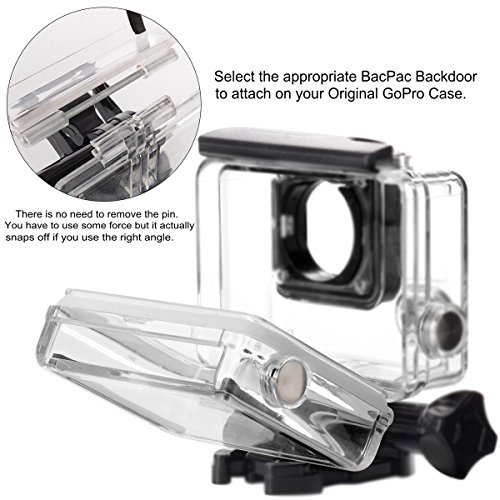 Select the appropriate BacPac Backdoor
to attach on your Original GoPro Case.
There is no need to remove the pin.
You have to use some force but it actually
snaps off if you use the right angle.